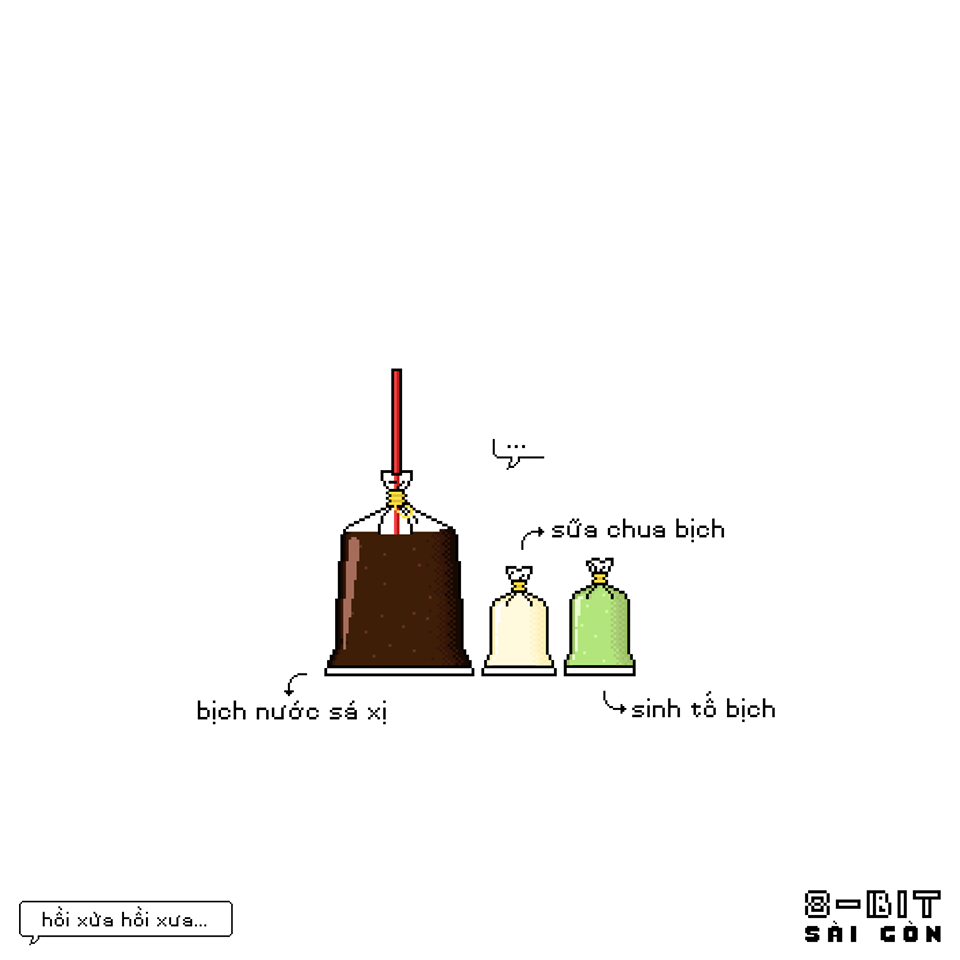 ...
sữa chua bịch
bịch nước sá xị
sinh tố bịch
hồi xửa hồi xưa...
8-BIT
SÀI GÒN